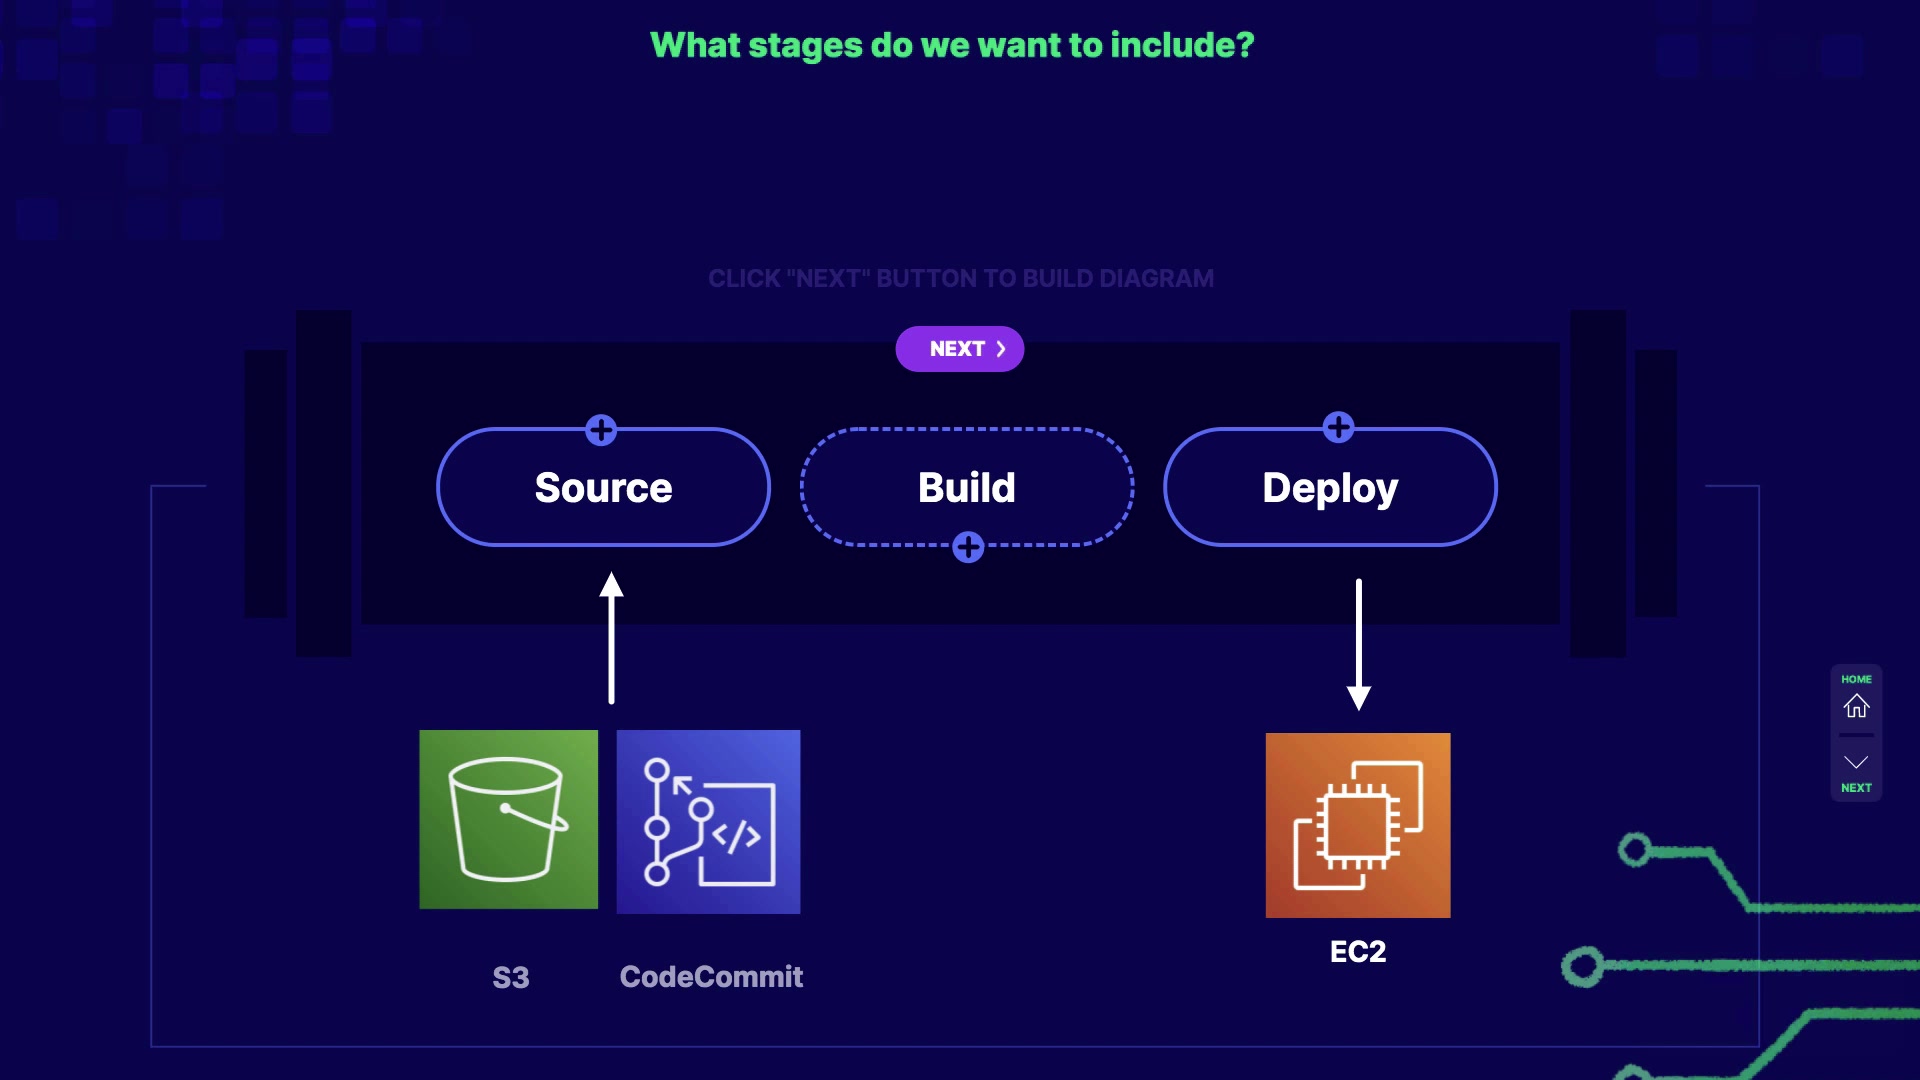 What stages do we want to include?
CLICK "NEXT" BUTTON TO BUILD DIAGRAM
NEXT
Source
Build
Deploy
HOME
NEXT
</>
S3
CodeCommit
EC2